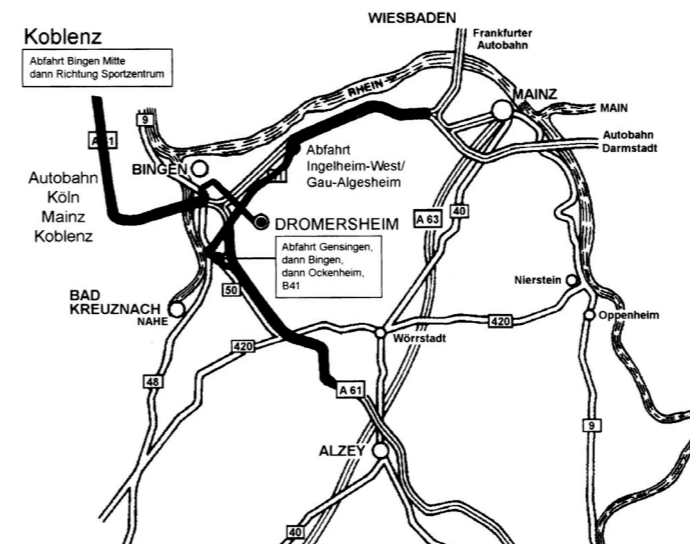 WIESBADEN
Koblenz
Frankfurter
Autobahn
Abfahrt Bingen Mitte
dann Richtung Sportzentrum
RHEIN
MAINZ
MAIN
9
A 61
Autobahn
Darmstadt
BINGEN
Abfahrt
Ingelheim-West/
Gau-Algesheim
Autobahn
Köln
Mainz
Koblenz
DROMERSHEIM
A 63
40
Abfahrt Gensingen,
dann Bingen,
dann Ockenheim,
B41
Nierstein
50
BAD
KREUZNACH
NAHE
Oppenheim
420
Wörrstadt
420
48
A 61
9
ALZEY
40